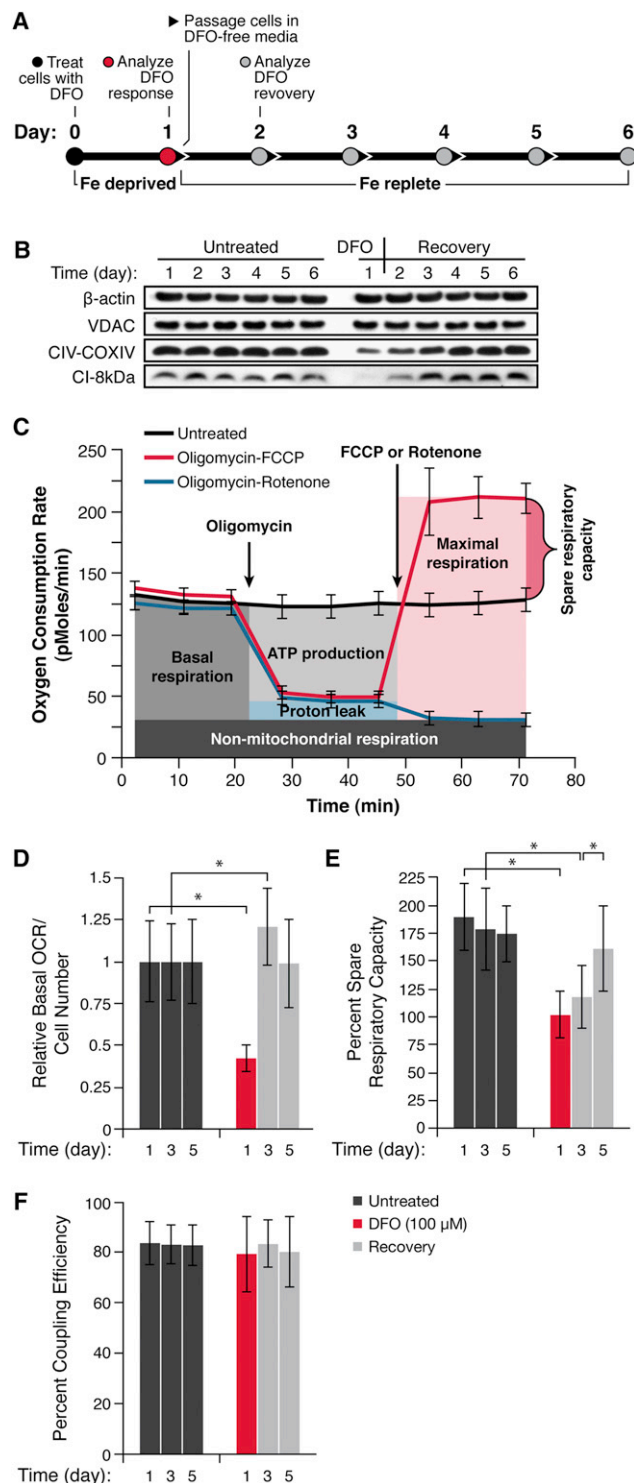 A
▶ Passage cells in
DFO-free media
● Treat
cells with
DFO
Analyze
DFO
response
Analyze
DFO
revovery
Day: 0 1 2 3 4 5 6
Fe deprived
Fe replete
B
Untreated DFO Recovery
Time (day): 1 2 3 4 5 6 1 2 3 4 5 6
β-actin
VDAC
CIV-COXIV
CI-8kDa
C
Untreated
Oligomycin-FCCP
Oligomycin-Rotenone
FCCP or Rotenone
Oligomycin
Oxygen Consumption Rate
(pMoles/min)
250
200
150
100
50
0
Maximal
respiration
Spare respiratory
capacity
Basal
respiration
ATP production
Proton leak
Non-mitochondrial respiration
0 10 20 30 40 50 60 70 80
Time (min)
D
Relative Basal OCR/
Cell Number
1.5
1.25
1
0.75
0.5
0.25
0
* *
Time (day): 1 3 5 1 3 5
E
Percent Spare
Respiratory Capacity
225
200
175
150
125
100
75
50
25
0
* * *
Time (day): 1 3 5 1 3 5
F
Percent Coupling Efficiency
100
80
60
40
20
0
Time (day): 1 3 5 1 3 5
Untreated
DFO (100 µM)
Recovery